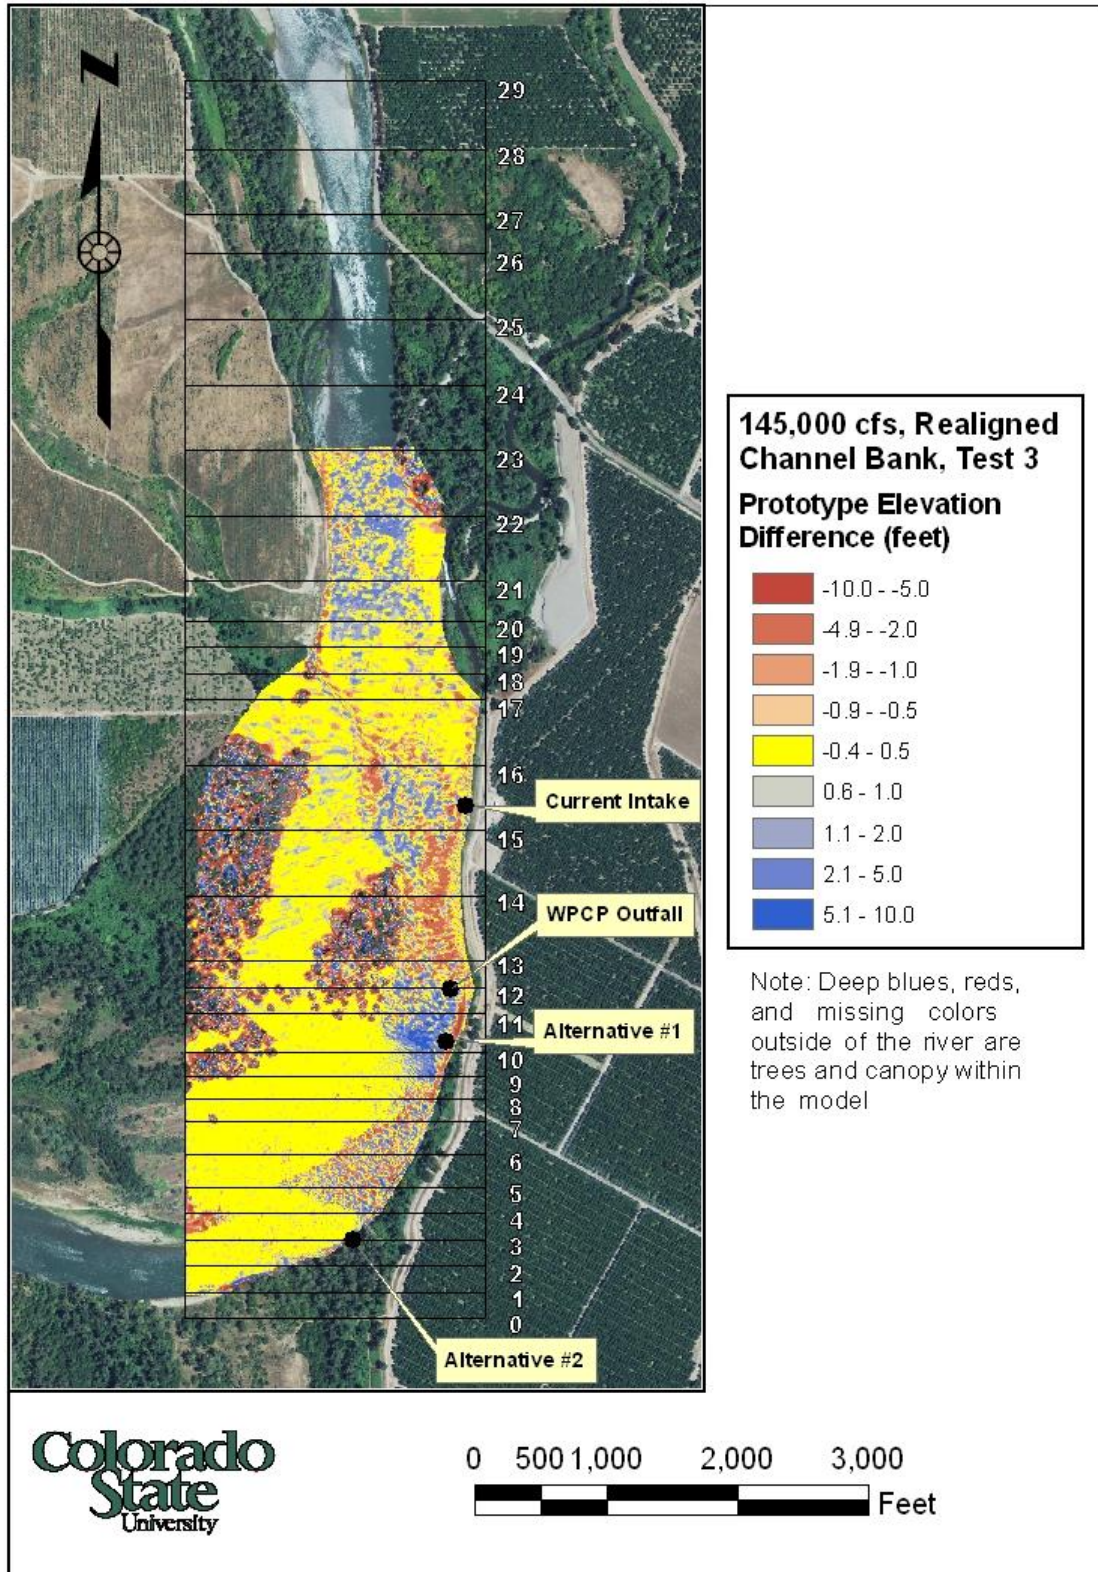 N
29
28
27
26
25
24
23
22
21
20
19
18
17
16
Current Intake
15
14
WPCP Outfall
13
12
11
Alternative #1
10
9
8
7
6
5
4
3
2
1
0
Alternative #2
145,000 cfs, Realigned
Channel Bank, Test 3
Prototype Elevation
Difference (feet)
-10.0 - -5.0
-4.9 - -2.0
-1.9 - -1.0
-0.9 - -0.5
-0.4 - 0.5
0.6 - 1.0
1.1 - 2.0
2.1 - 5.0
5.1 - 10.0
Note: Deep blues, reds,
and missing colors
outside of the river are
trees and canopy within
the model
Colorado
State
University
0 500 1,000 2,000 3,000
Feet